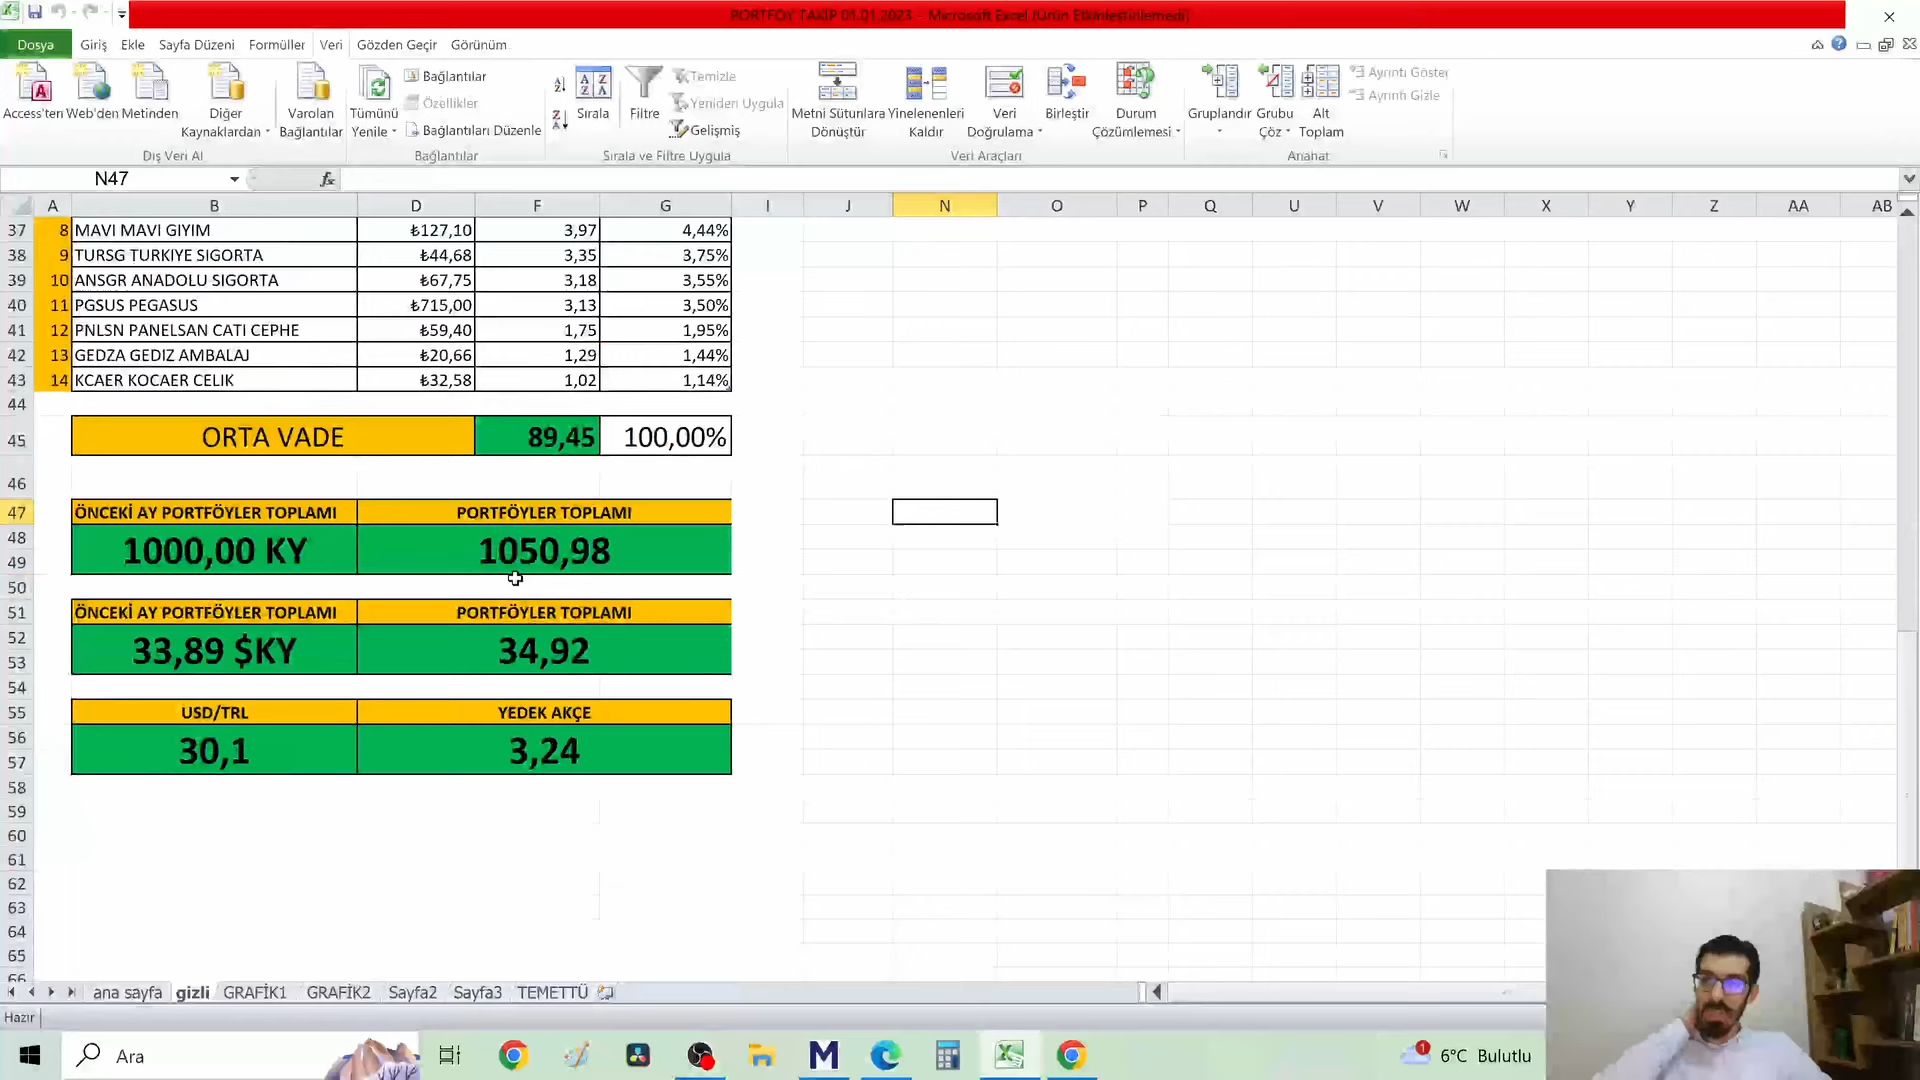 PORTFÖY TAKİP 01.01.2023 - Microsoft Excel (Ürün Etkinleştirilemedi)
Dosya Giriş Ekle Sayfa Düzeni Formüller Veri Gözden Geçir Görünüm
Access'ten Web'den Metinden Diğer Kaynaklardan Varolan Bağlantılar
Dış Veri Al
Tümünü Yenile Bağlantılar
Özellikler
Bağlantıları Düzenle
Bağlantılar
Sırala Filtre Temizle
Yeniden Uygula
Gelişmiş
Sırala ve Filtre Uygula
Metni Sütunlara Dönüştür Yinelenenleri Kaldır Veri Doğrulama Birleştir Durum Çözümlemesi
Veri Araçları
Gruplandır Grubu Çöz Alt Toplam
Ayrıntı Göster
Ayrıntı Gizle
Anahat
N47 fx
A B D F G I J N O P Q R U V W X Y Z AA AB
37 8 MAVI MAVI GIYIM ₺127,10 3,97 4,44%
38 9 TURSG TURKIYE SIGORTA ₺44,68 3,35 3,75%
39 10 ANSGR ANADOLU SIGORTA ₺67,75 3,18 3,55%
40 11 PGSUS PEGASUS ₺715,00 3,13 3,50%
41 12 PNLSN PANELSAN CATI CEPHE ₺59,40 1,75 1,95%
42 13 GEDZA GEDIZ AMBALAJ ₺20,66 1,29 1,44%
43 14 KCAER KOCAER CELIK ₺32,58 1,02 1,14%
44
45 ORTA VADE 89,45 100,00%
46
47 ÖNCEKİ AY PORTFÖYLER TOPLAMI PORTFÖYLER TOPLAMI
48
1000,00 KY 1050,98
49
50
51 ÖNCEKİ AY PORTFÖYLER TOPLAMI PORTFÖYLER TOPLAMI
52
33,89 $KY 34,92
53
54
55 USD/TRL YEDEK AKÇE
56
30,1 3,24
57
58
59
60
61
62
63
64
65
66
ana sayfa gizli GRAFİK1 GRAFİK2 Sayfa2 Sayfa3 TEMETTÜ
Hazır
Ara
1 6°C Bulutlu